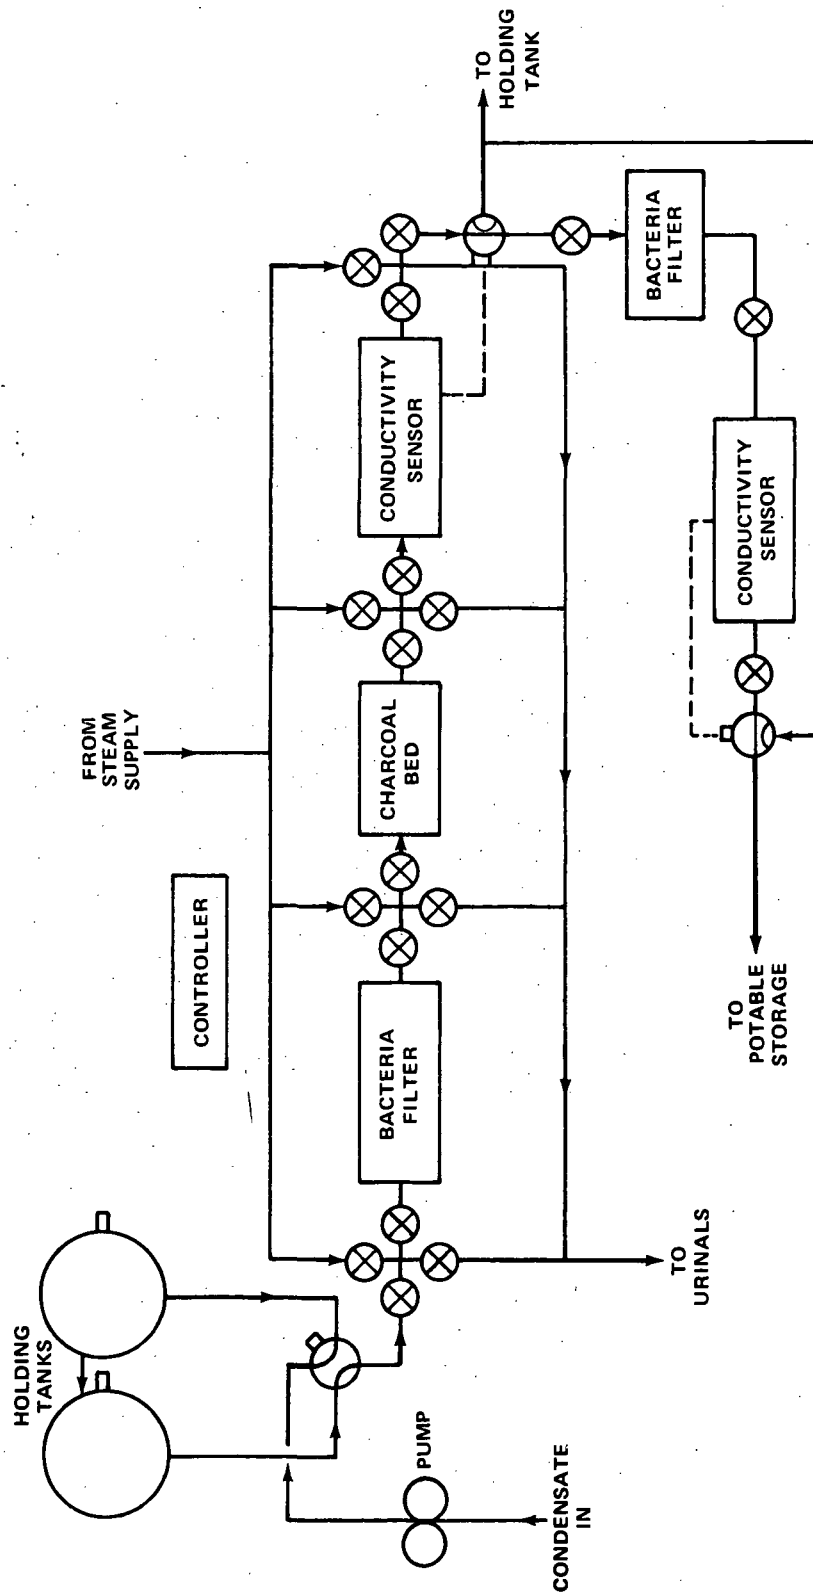 HOLDING
TANKS
PUMP
CONDENSATE
IN
CONTROLLER
FROM
STEAM
SUPPLY
BACTERIA
FILTER
CHARCOAL
BED
CONDUCTIVITY
SENSOR
TO
HOLDING
TANK
TO
URINALS
BACTERIA
FILTER
CONDUCTIVITY
SENSOR
TO
POTABLE
STORAGE